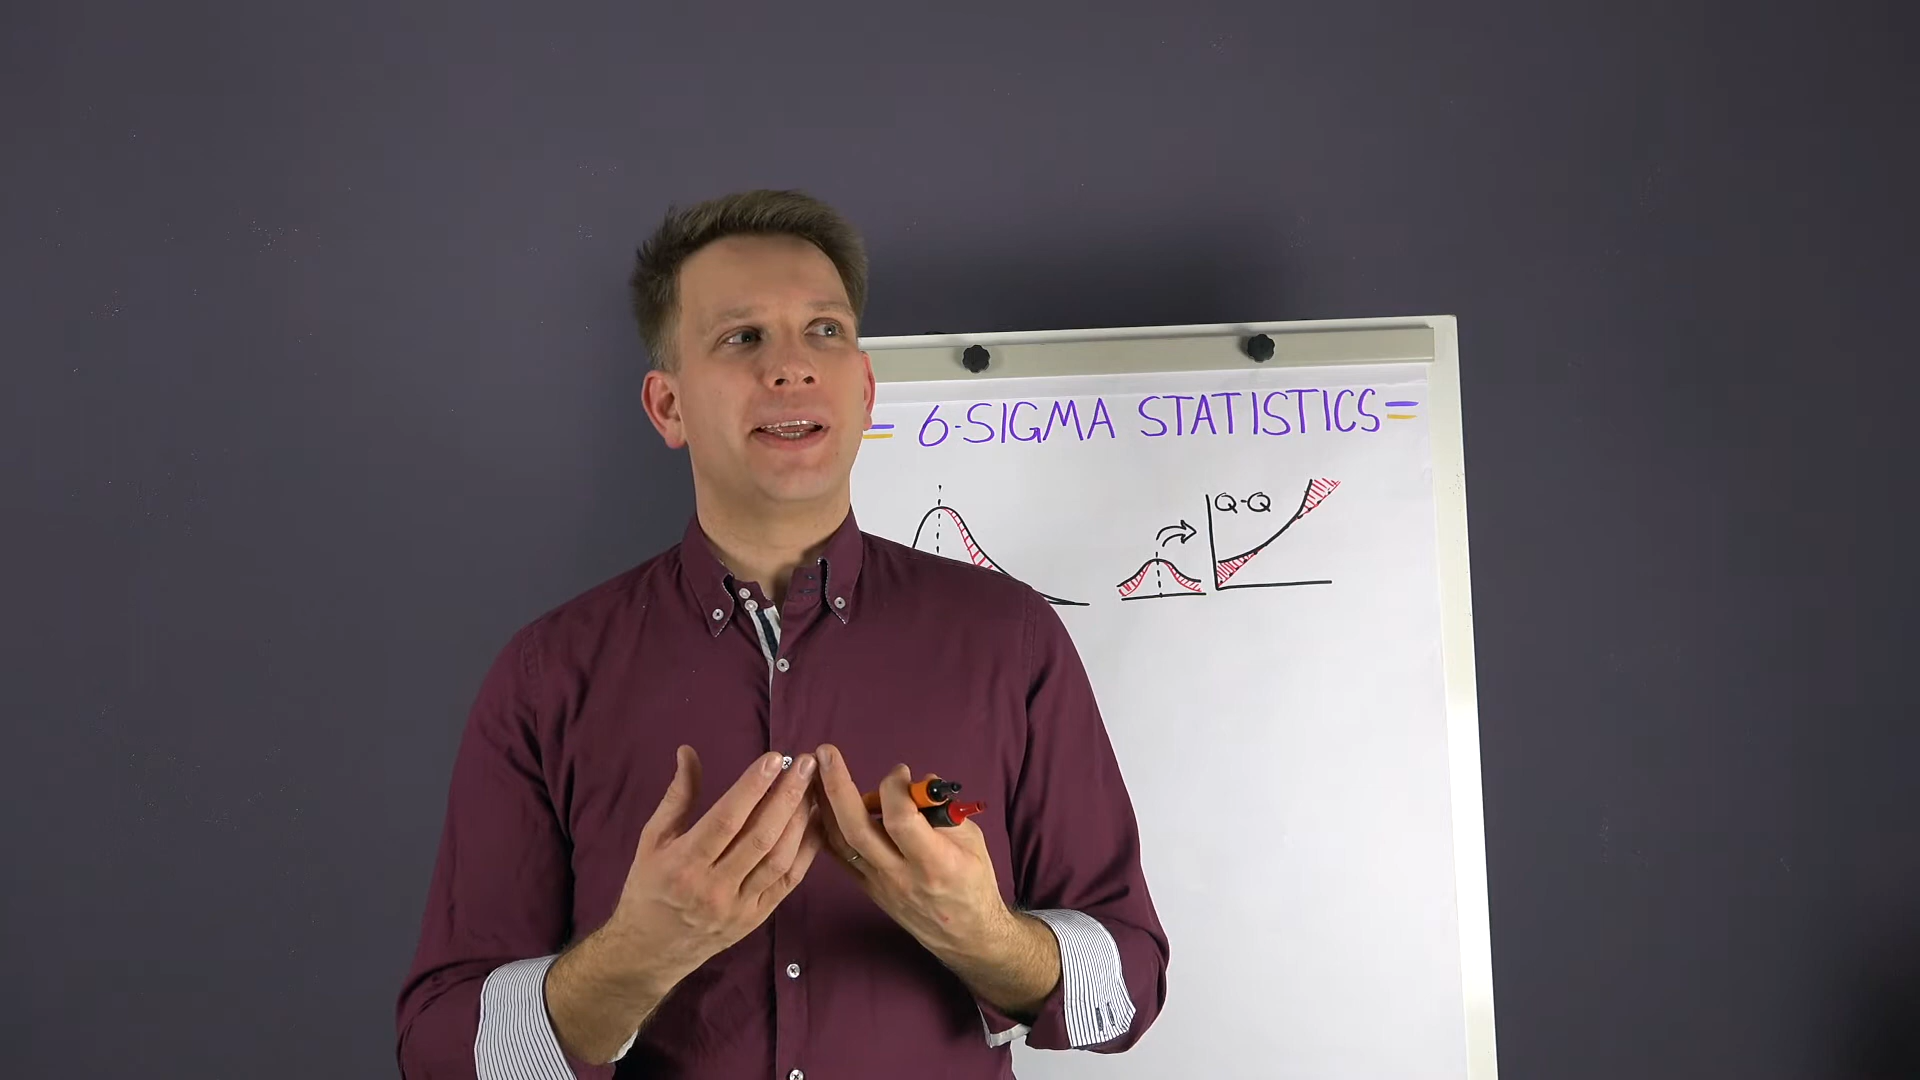 = 6-SIGMA STATISTICS =
Q-Q